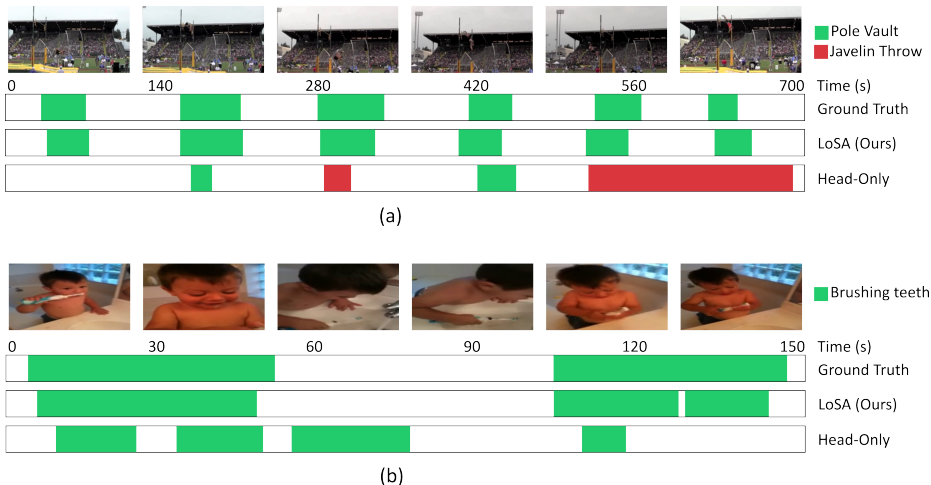 Pole Vault
Javelin Throw
0 140 280 420 560 700 Time (s)
Ground Truth
LoSA (Ours)
Head-Only
(a)
Brushing teeth
0 30 60 90 120 150 Time (s)
Ground Truth
LoSA (Ours)
Head-Only
(b)